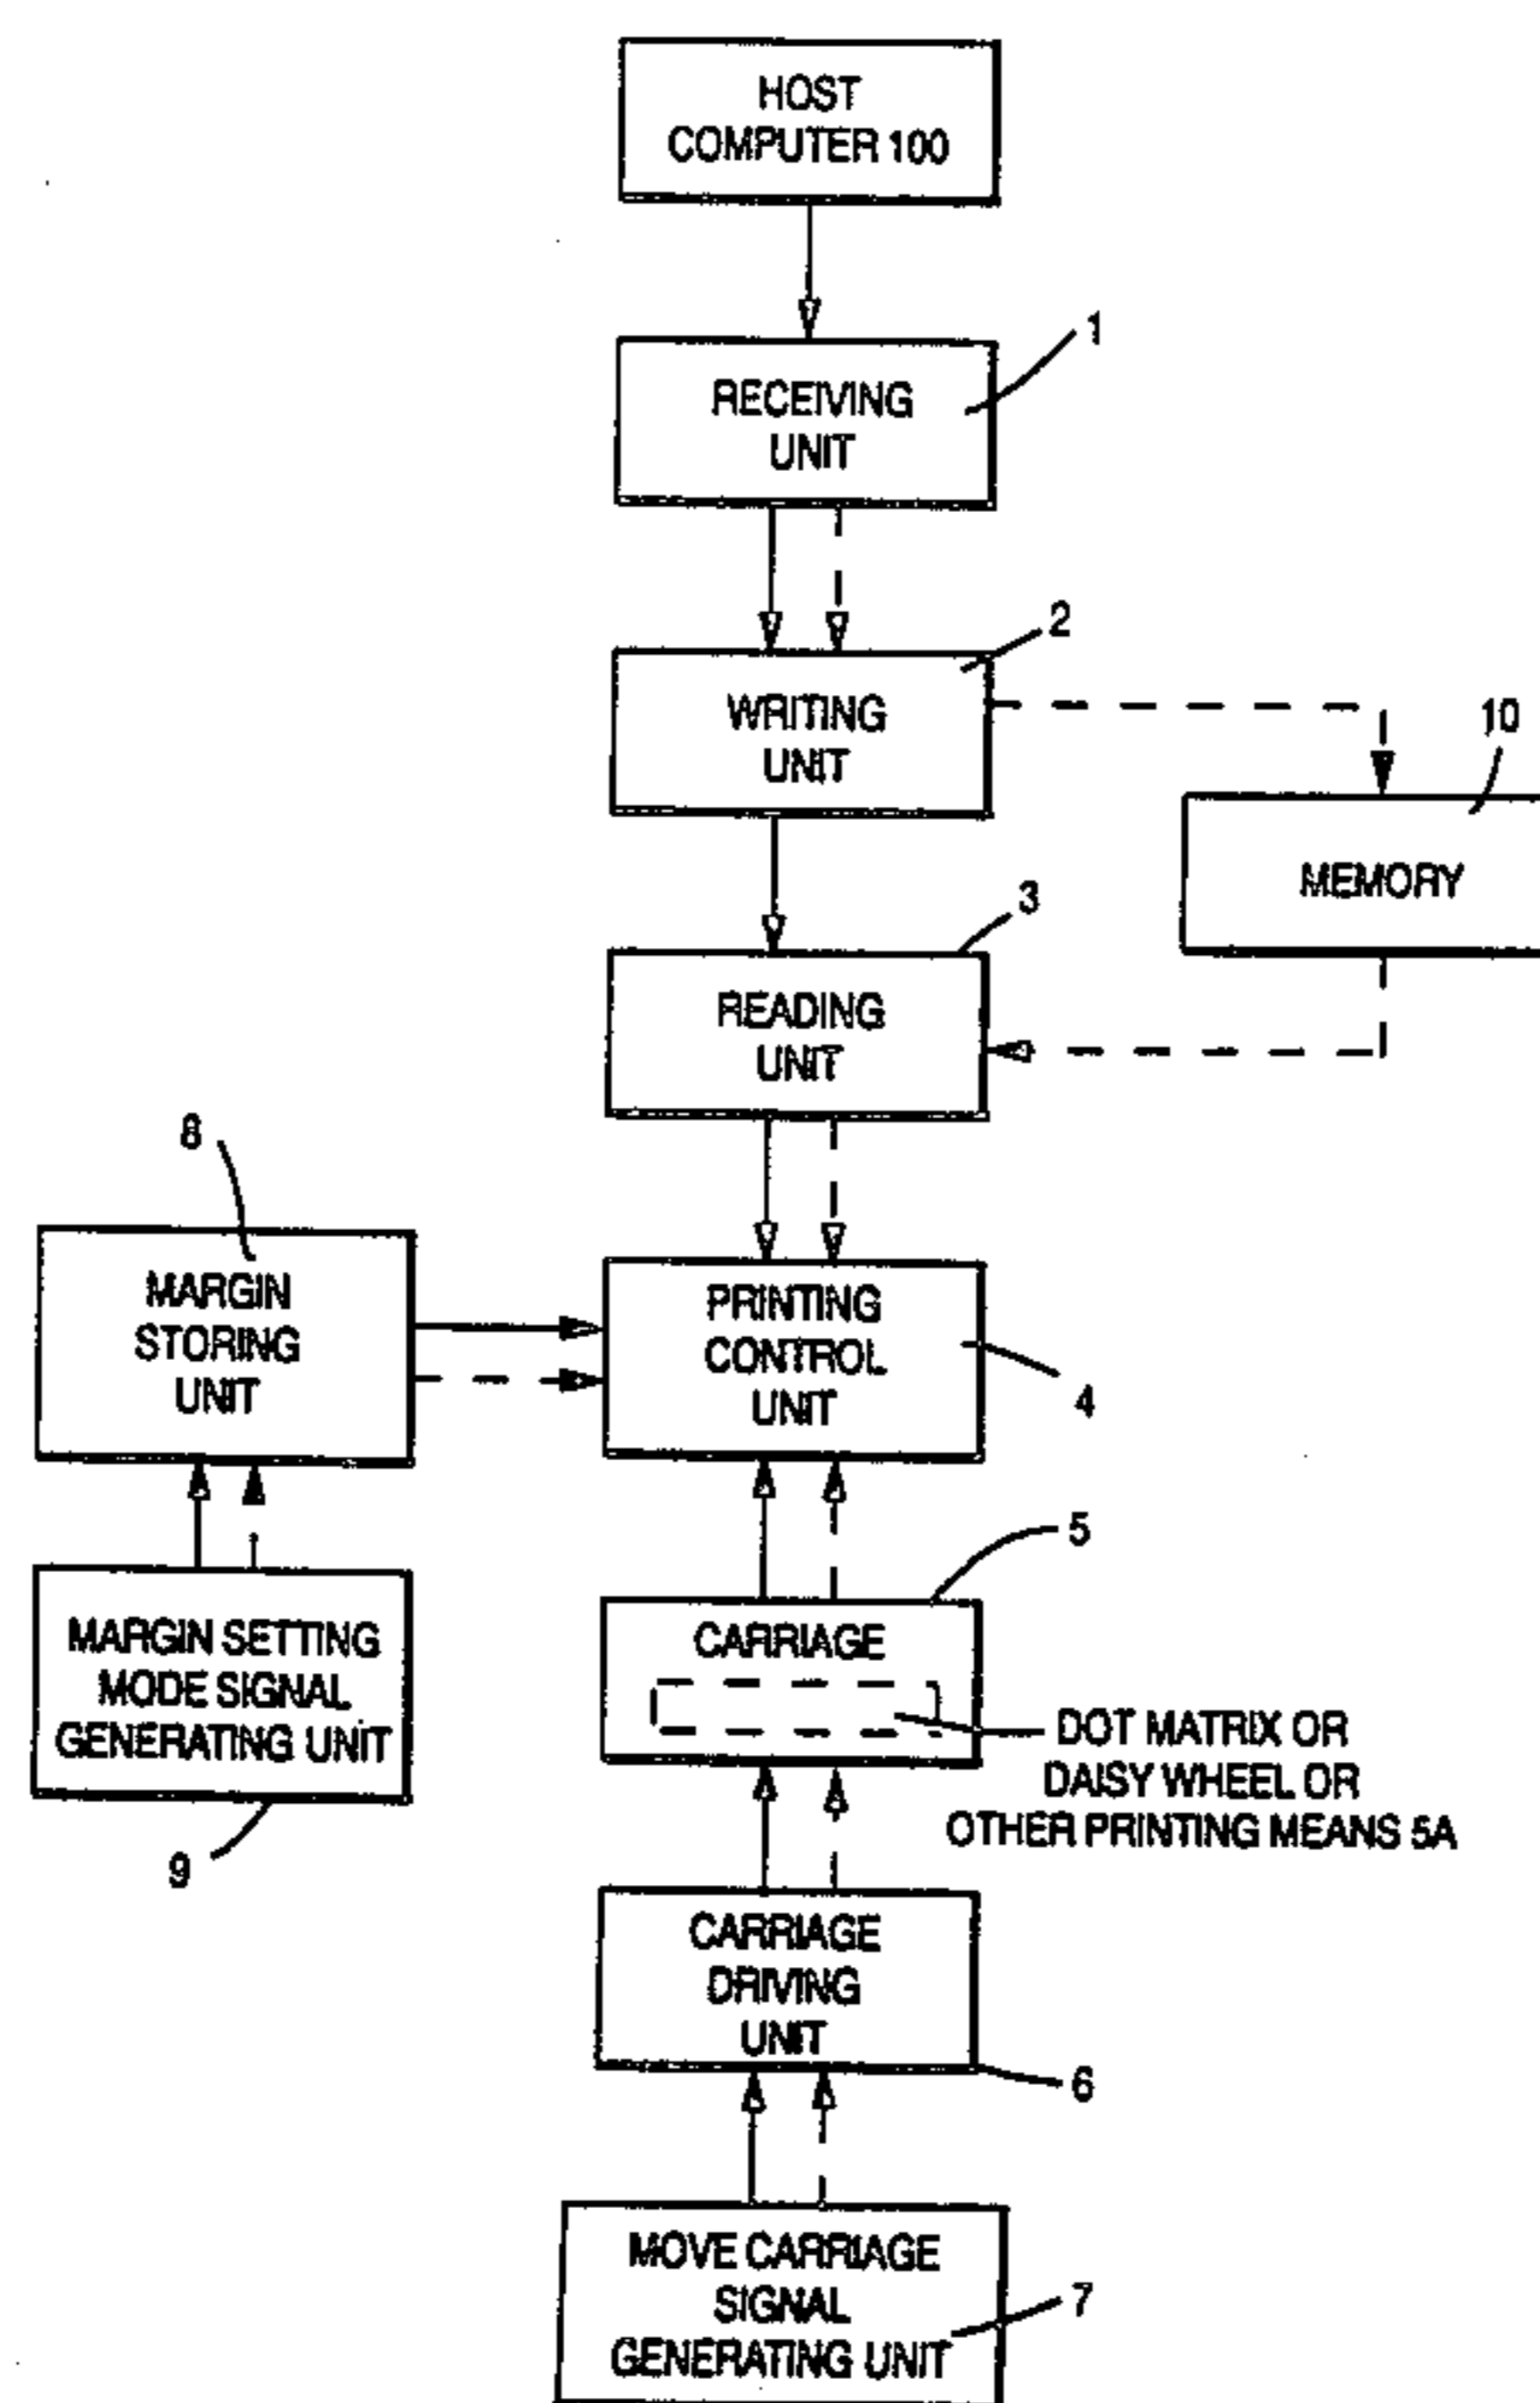 HOST
COMPUTER 100
1
RECEIVING
UNIT
2
WRITING
UNIT
10
MEMORY
3
READING
UNIT
8
MARGIN
STORING
UNIT
PRINTING
CONTROL
UNIT
4
5
CARRIAGE
MARGIN SETTING
MODE SIGNAL
GENERATING UNIT
9
DOT MATRIX OR
DAISY WHEEL OR
OTHER PRINTING MEANS 5A
CARRIAGE
DRIVING
UNIT
6
MOVE CARRIAGE
SIGNAL
GENERATING UNIT
7